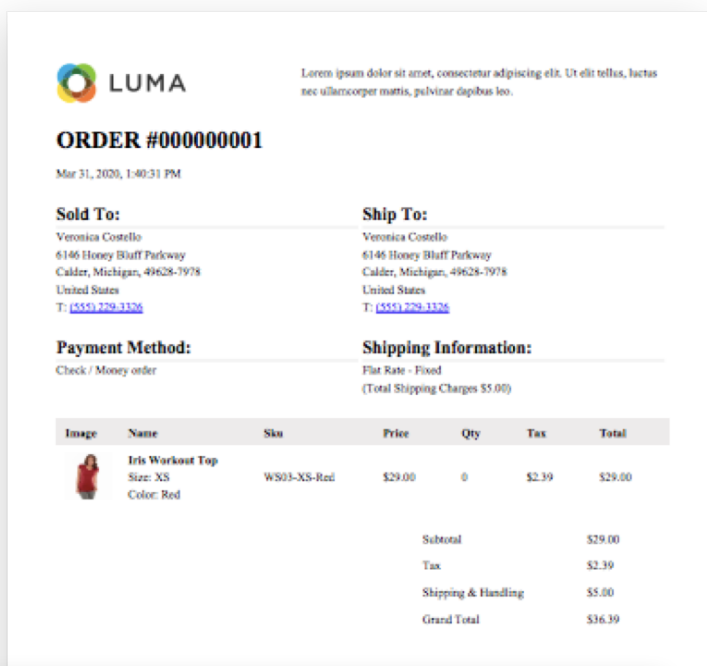 LUMA
Lorem ipsum dolor sit amet, consectetur adipiscing elit. Ut elit tellus, luctus
nec ullamcorper mattis, pulvinar dapibus leo.
ORDER #000000001
Mar 31, 2020, 1:40:31 PM
Sold To:
Veronica Costello
6146 Honey Bluff Parkway
Calder, Michigan, 49628-7978
United States
T: (555) 229-3326
Ship To:
Veronica Costello
6146 Honey Bluff Parkway
Calder, Michigan, 49628-7978
United States
T: (555) 229-3326
Payment Method:
Check / Money order
Shipping Information:
Flat Rate - Fixed
(Total Shipping Charges $5.00)
Image Name Sku Price Qty Tax Total
Iris Workout Top
Size: XS WS03-XS-Red $29.00 0 $2.39 $29.00
Color: Red
Subtotal $29.00
Tax $2.39
Shipping & Handling $5.00
Grand Total $36.39